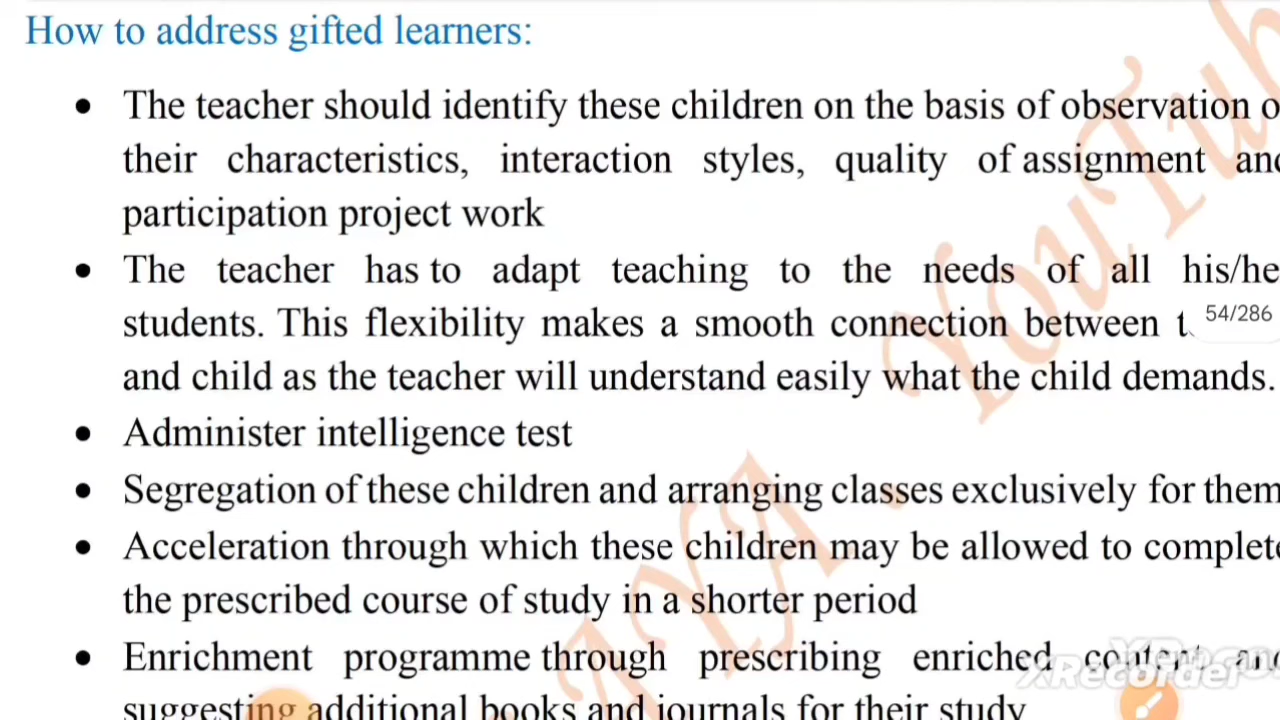 How to address gifted learners:
• The teacher should identify these children on the basis of observation o
their characteristics, interaction styles, quality of assignment and
participation project work
• The teacher has to adapt teaching to the needs of all his/he
students. This flexibility makes a smooth connection between t
54/286
and child as the teacher will understand easily what the child demands.
• Administer intelligence test
• Segregation of these children and arranging classes exclusively for them
• Acceleration through which these children may be allowed to complete
the prescribed course of study in a shorter period
• Enrichment programme through prescribing enriched content and
suggesting additional books and journals for their study
XRecorder